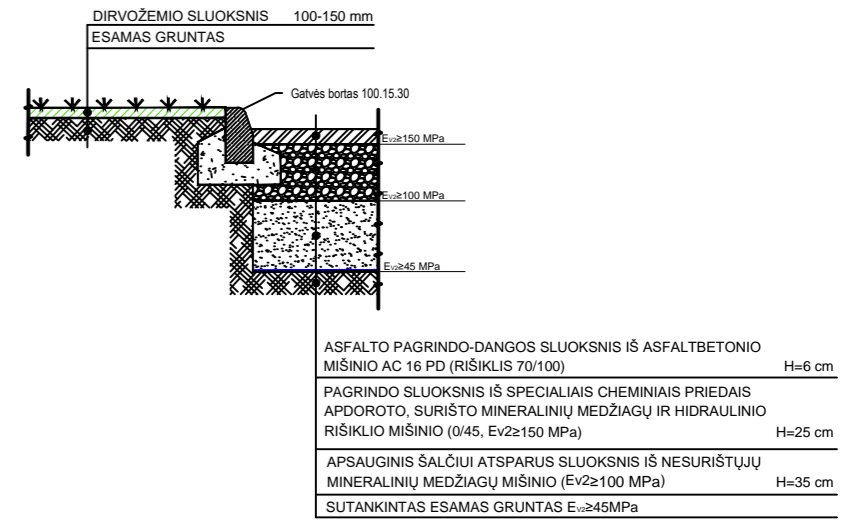 DIRVOŽEMIO SLUOKSNIS 100-150 mm
ESAMAS GRUNTAS
Gatvės bortas 100.15.30
Ev2≥150 MPa
Ev2≥100 MPa
Ev2≥45 MPa
ASFALTO PAGRINDO-DANGOS SLUOKSNIS IŠ ASFALTBETONIO
MIŠINIO AC 16 PD (RIŠIKLIS 70/100) H=6 cm
PAGRINDO SLUOKSNIS IŠ SPECIALIAIS CHEMINIAIS PRIEDAIS
APDOROTO, SURIŠTO MINERALINIŲ MEDŽIAGŲ IR HIDRAULINIO
RIŠIKLIO MIŠINIO (0/45, Ev2≥150 MPa) H=25 cm
APSAUGINIS ŠALČIUI ATSPARUS SLUOKSNIS IŠ NESURIŠTŲJŲ
MINERALINIŲ MEDŽIAGŲ MIŠINIO (Ev2≥100 MPa) H=35 cm
SUTANKINTAS ESAMAS GRUNTAS Ev2≥45MPa